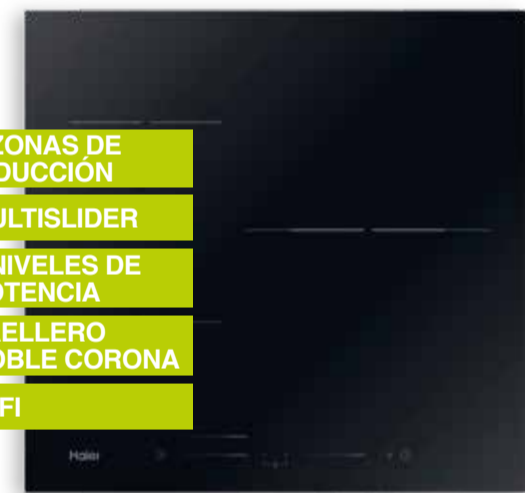 ZONAS DE
DUCCIÓN
ULTISLIDER
NIVELES DE
OTENCIA
ELLERO
OBLE CORONA
FI
Haier